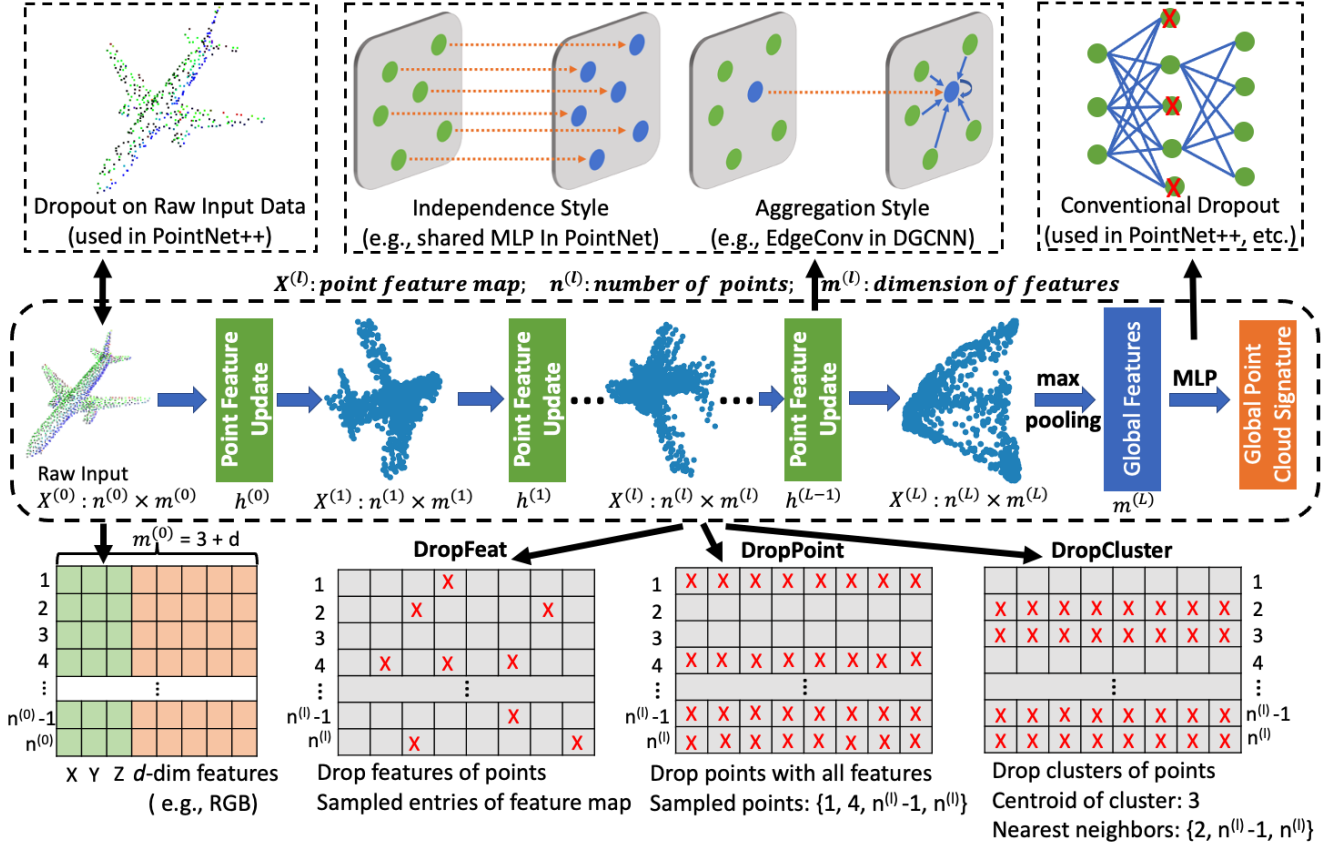 Dropout on Raw Input Data
(used in PointNet++)
Independence Style
(e.g., shared MLP In PointNet)
Aggregation Style
(e.g., EdgeConv in DGCNN)
X X X
Conventional Dropout
(used in PointNet++, etc.)
X⁽ˡ⁾: point feature map; n⁽ˡ⁾: number of points; m⁽ˡ⁾: dimension of features
Raw Input
X⁽⁰⁾ : n⁽⁰⁾ × m⁽⁰⁾
Point Feature Update
h⁽⁰⁾
X⁽¹⁾ : n⁽¹⁾ × m⁽¹⁾
Point Feature Update
h⁽¹⁾
...
X⁽ˡ⁾ : n⁽ˡ⁾ × m⁽ˡ⁾
...
Point Feature Update
h⁽ᴸ⁻¹⁾
X⁽ᴸ⁾ : n⁽ᴸ⁾ × m⁽ᴸ⁾
max
pooling
Global Features
m⁽ᴸ⁾
MLP
Global Point
Cloud Signature
m⁽⁰⁾ = 3 + d
1
2
3
4
⋮ ⋮
n⁽⁰⁾-1
n⁽⁰⁾
X Y Z d-dim features
( e.g., RGB)
DropFeat
1 X
2 X X
3
4 X X X
⋮ ⋮
n⁽ˡ⁾-1 X
n⁽ˡ⁾ X X
Drop features of points
Sampled entries of feature map
DropPoint
1 X X X X X X X X
2
3
4 X X X X X X X X
⋮ ⋮
n⁽ˡ⁾-1 X X X X X X X X
n⁽ˡ⁾ X X X X X X X X
Drop points with all features
Sampled points: {1, 4, n⁽ˡ⁾-1, n⁽ˡ⁾}
DropCluster
1
X X X X X X X X 2
X X X X X X X X 3
4
⋮ ⋮
X X X X X X X X n⁽ˡ⁾-1
X X X X X X X X n⁽ˡ⁾
Drop clusters of points
Centroid of cluster: 3
Nearest neighbors: {2, n⁽ˡ⁾-1, n⁽ˡ⁾}